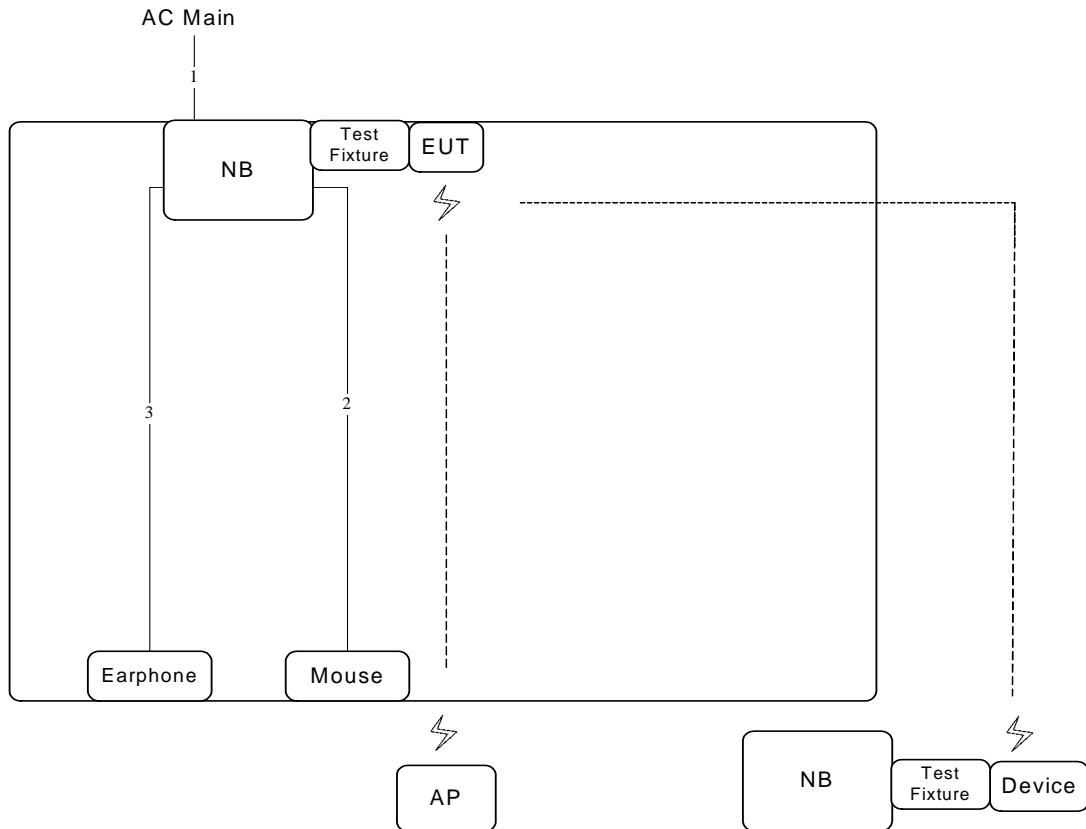 AC Main
1
NB
Test
Fixture
EUT
3
2
Earphone
Mouse
AP
NB
Test
Fixture
Device